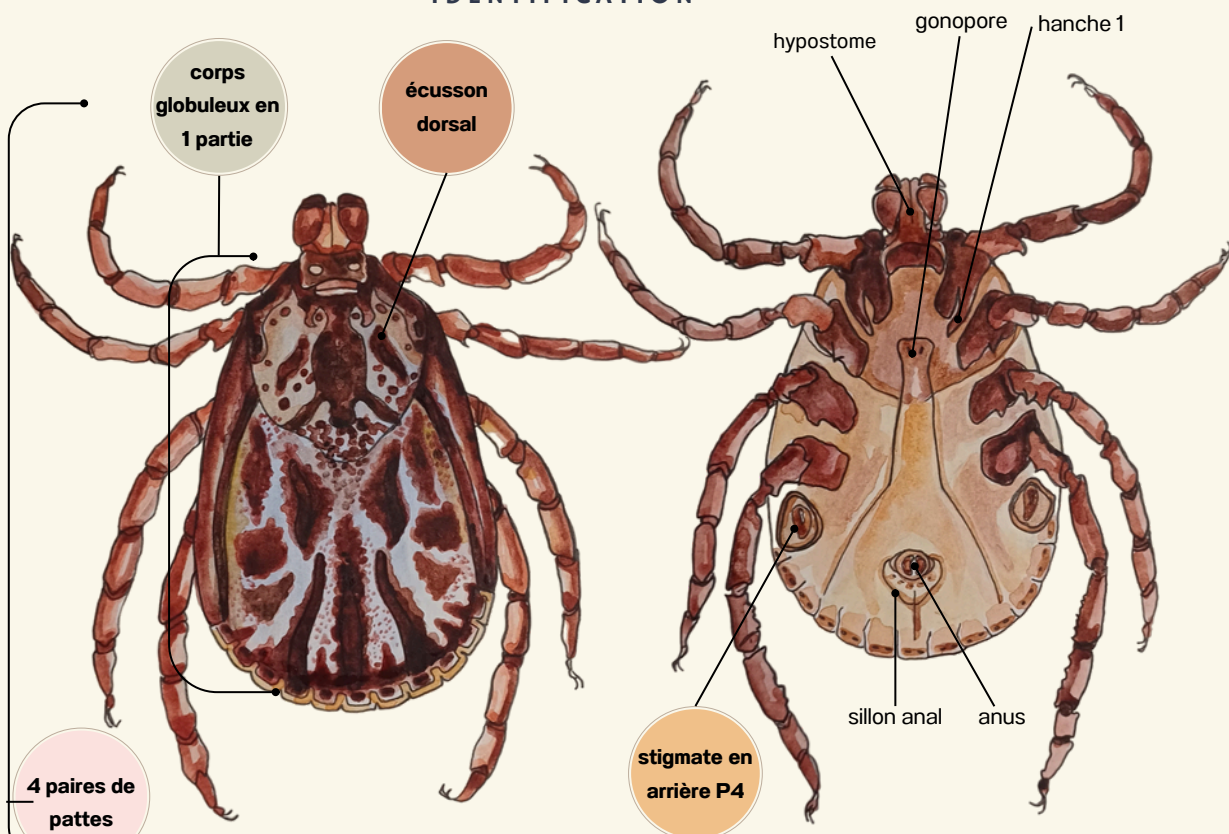 IDENTIFICATION
corps
globuleux en
1 partie
écusson
dorsal
hypostome
gonopore
hanche 1
sillon anal
anus
stigmate en
arrière P4
4 paires de
pattes